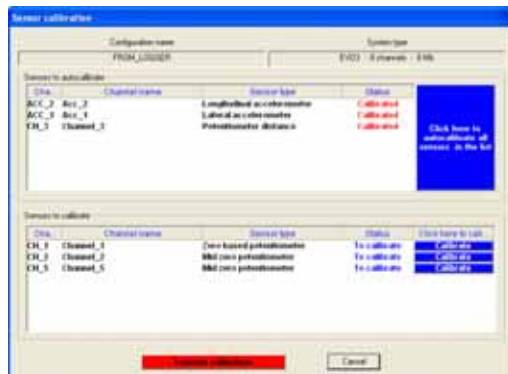 Sensor calibration
Configuration name System type
FROM_LOGGER EVO3 8 channels 8 Mb
Sensors to autocalibrate
Cha. Channel name Sensor type Status
ACC_2 Acc_2 Longitudinal accelerometer Calibrated
ACC_1 Acc_1 Lateral accelerometer Calibrated
Channel_3 Potentiometer distance Calibrated
Click here to
autocalibrate all
sensors in the list
Sensors to calibrate
Cha. Channel name Sensor type Status Click here to cali...
CH_1 Channel_1 Zero based potentiometer To calibrate Calibrate
CH_2 Channel_2 Mid zero potentiometer To calibrate Calibrate
CH_5 Channel_5 Mid zero potentiometer To calibrate Calibrate
Cancel